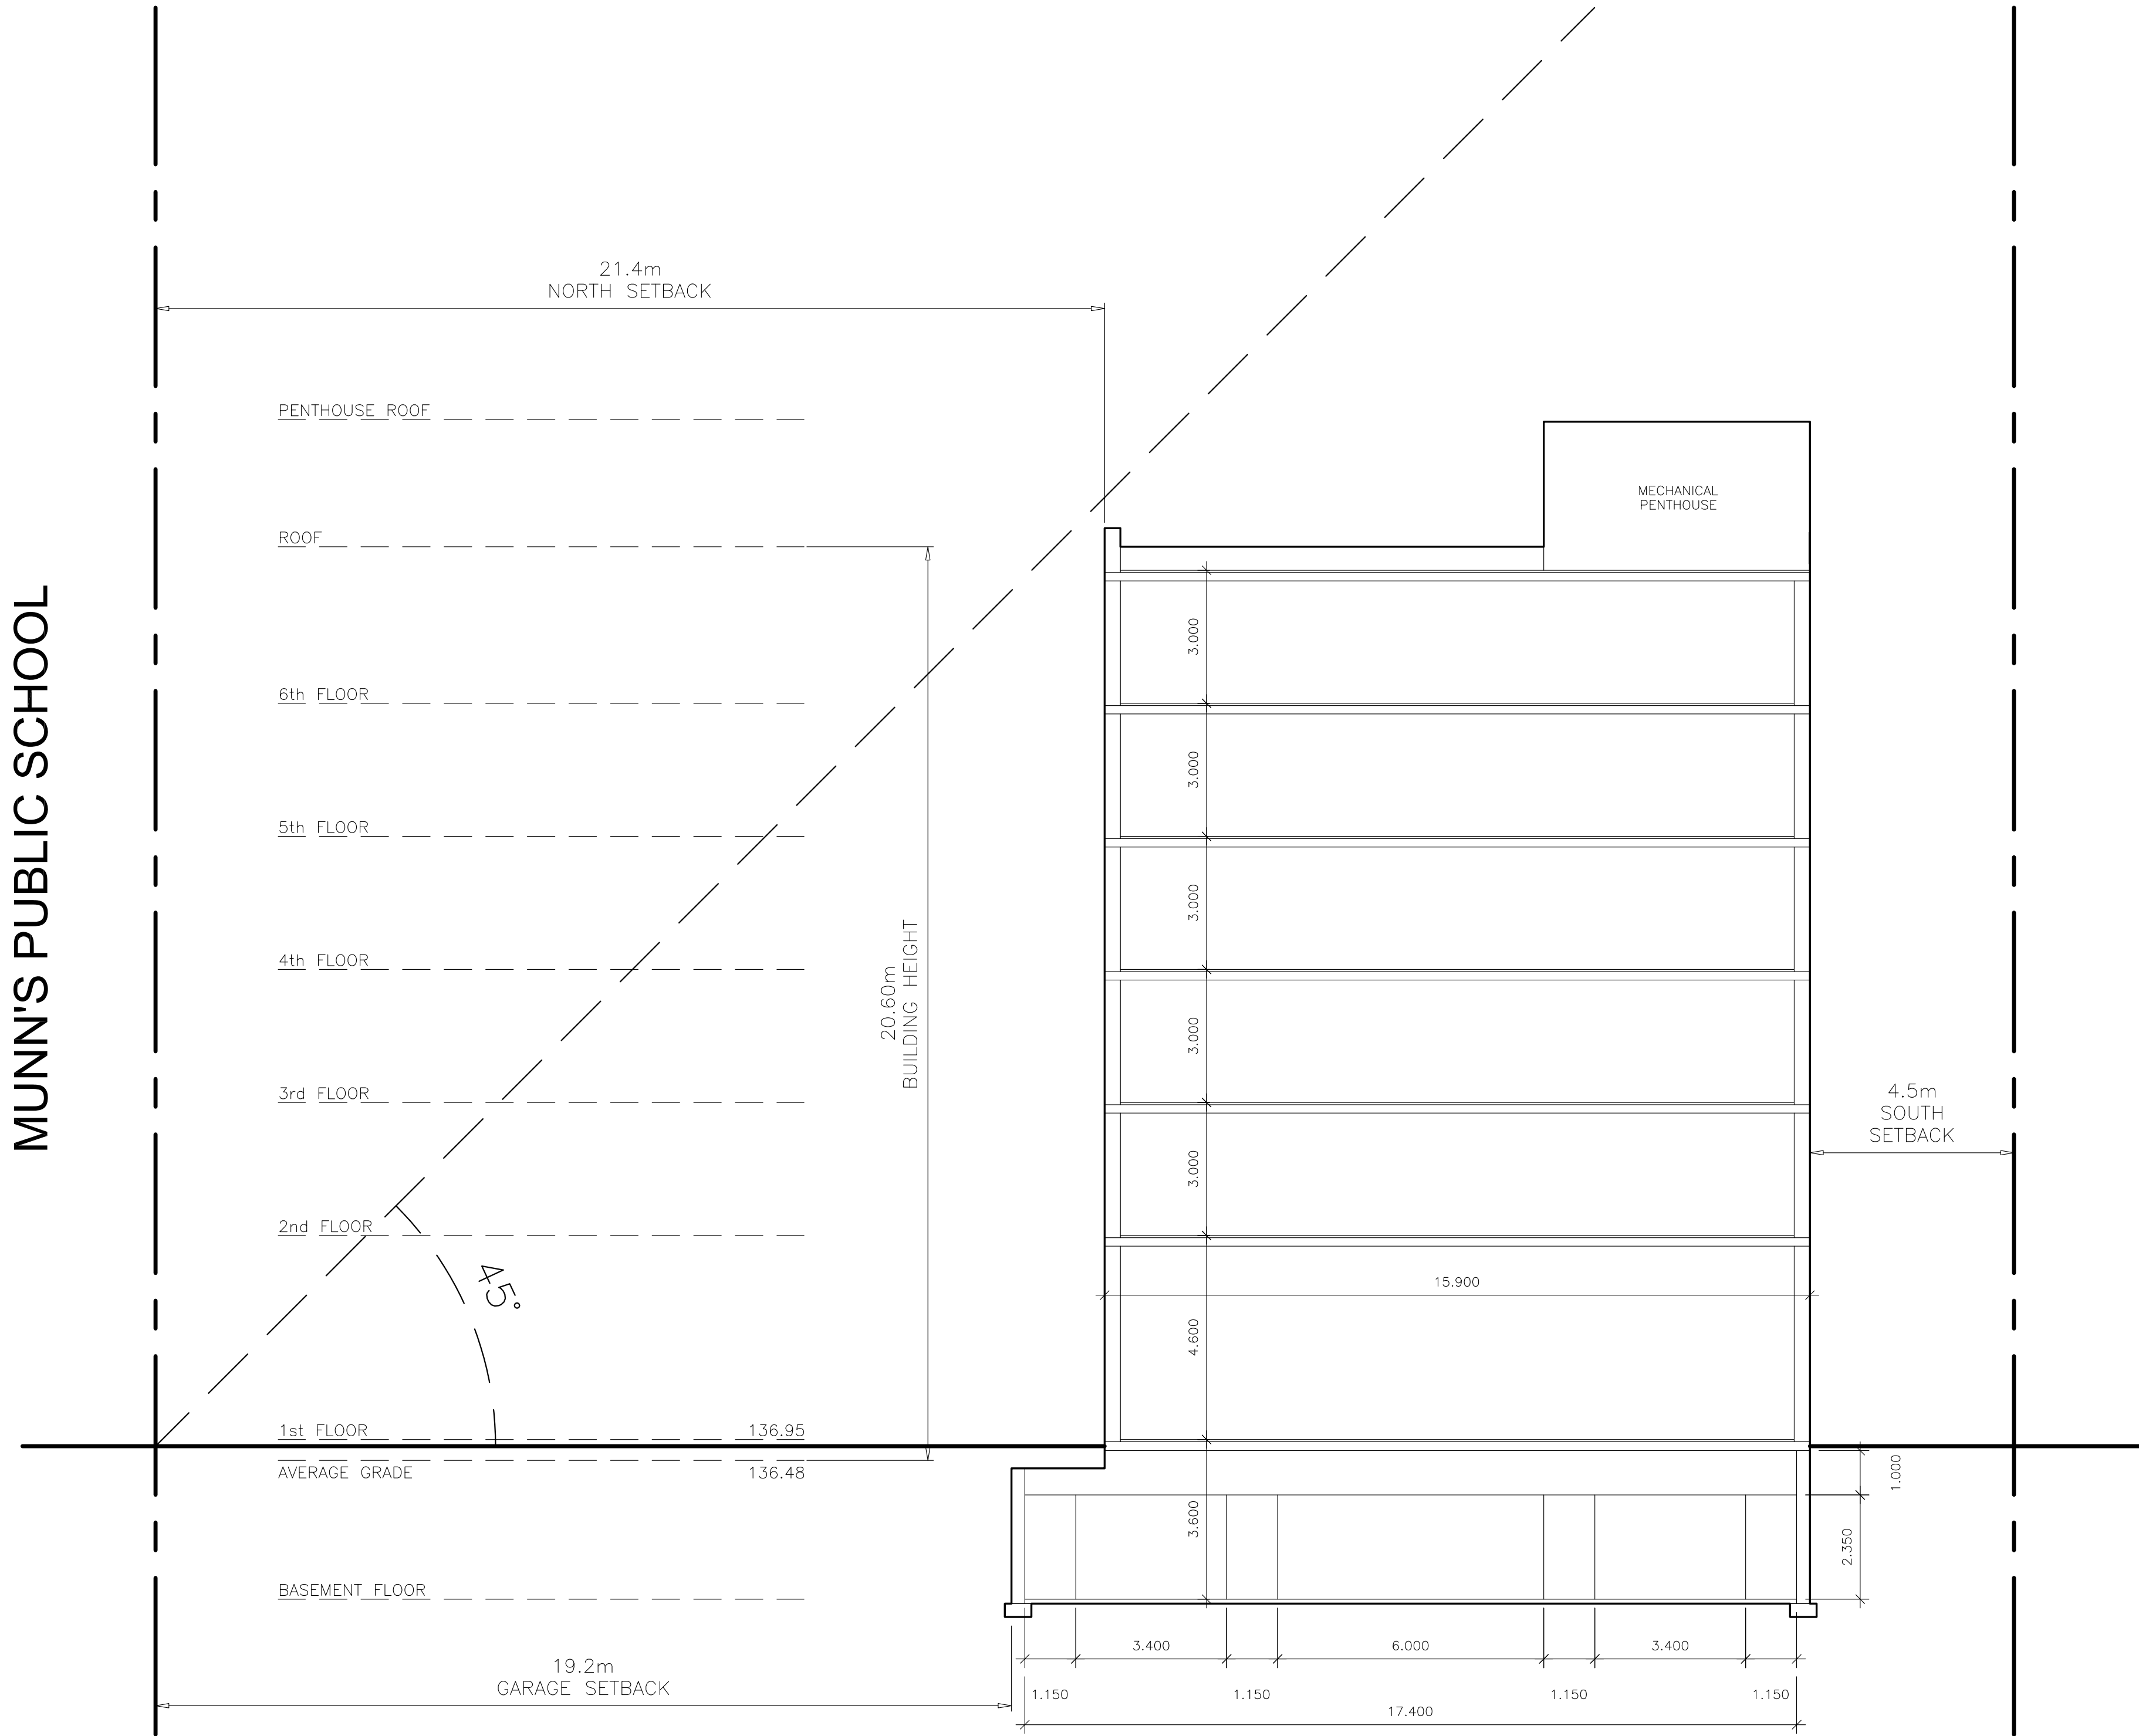 21.4m
NORTH SETBACK
PENTHOUSE ROOF
MECHANICAL
PENTHOUSE
ROOF
MUNN'S PUBLIC SCHOOL
3.000
6th FLOOR
3.000
5th FLOOR
3.000
4th FLOOR
20.60m
BUILDING HEIGHT
3.000
3rd FLOOR
4.5m
SOUTH
SETBACK
3.000
2nd FLOOR
45°
15.900
4.600
1st FLOOR 136.95
AVERAGE GRADE 136.48
1.000
3.600
2.350
BASEMENT FLOOR
3.400 6.000 3.400
19.2m
GARAGE SETBACK
1.150 1.150 1.150 1.150
17.400